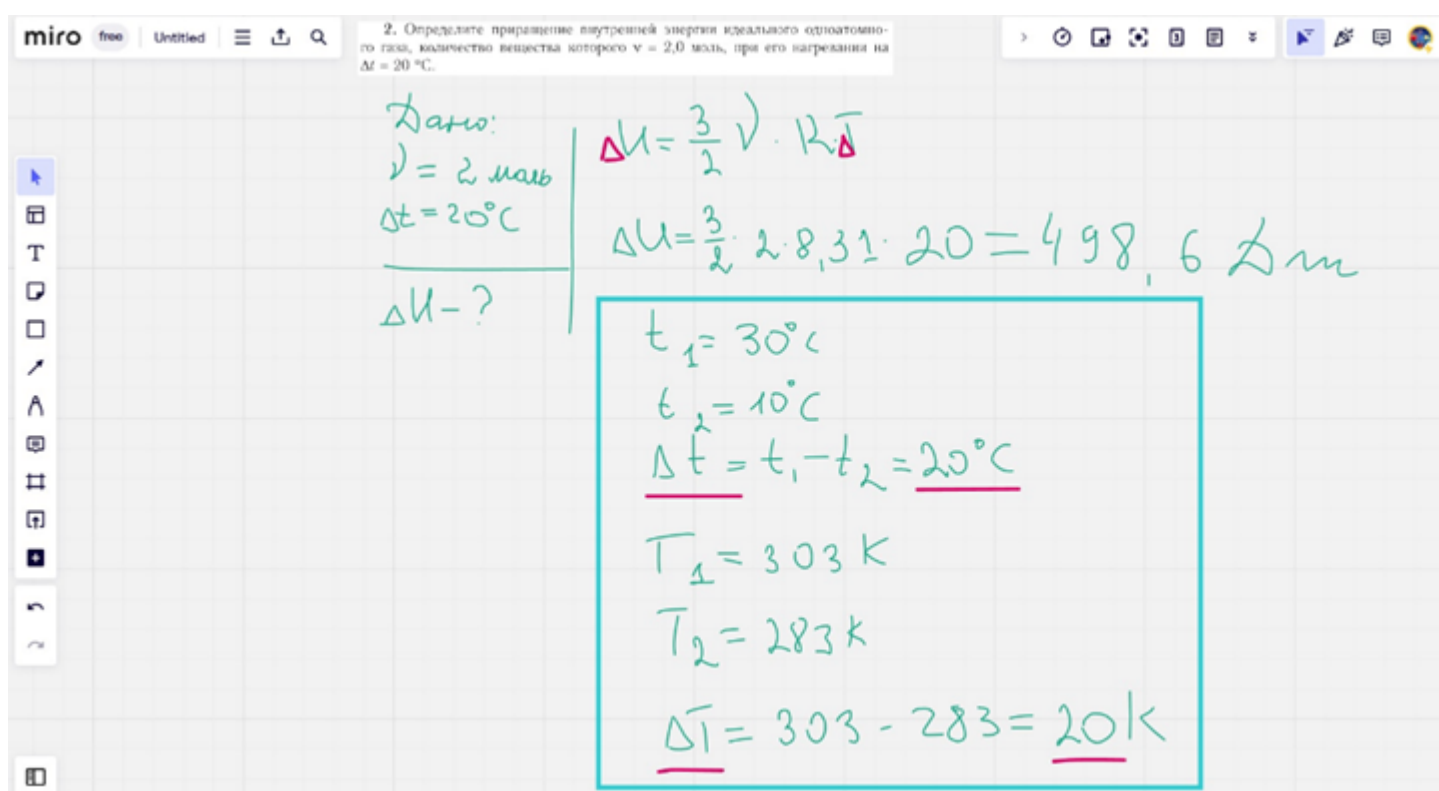 miro free Untitled
2. Определите приращение внутренней энергии идеального одноатомно-
го газа, количество вещества которого ν = 2,0 моль, при его нагревании на
Δt = 20 °C.
Дано:
ν = 2 моль
Δt = 20°C
ΔU - ?
ΔU = 3/2 ν · R · ΔT
ΔU = 3/2 · 2 · 8,31 · 20 = 498,6 Дж
t₁ = 30°C
t₂ = 10°C
Δt = t₁ - t₂ = 20°C
T₁ = 303 K
T₂ = 283 K
ΔT = 303 - 283 = 20 K